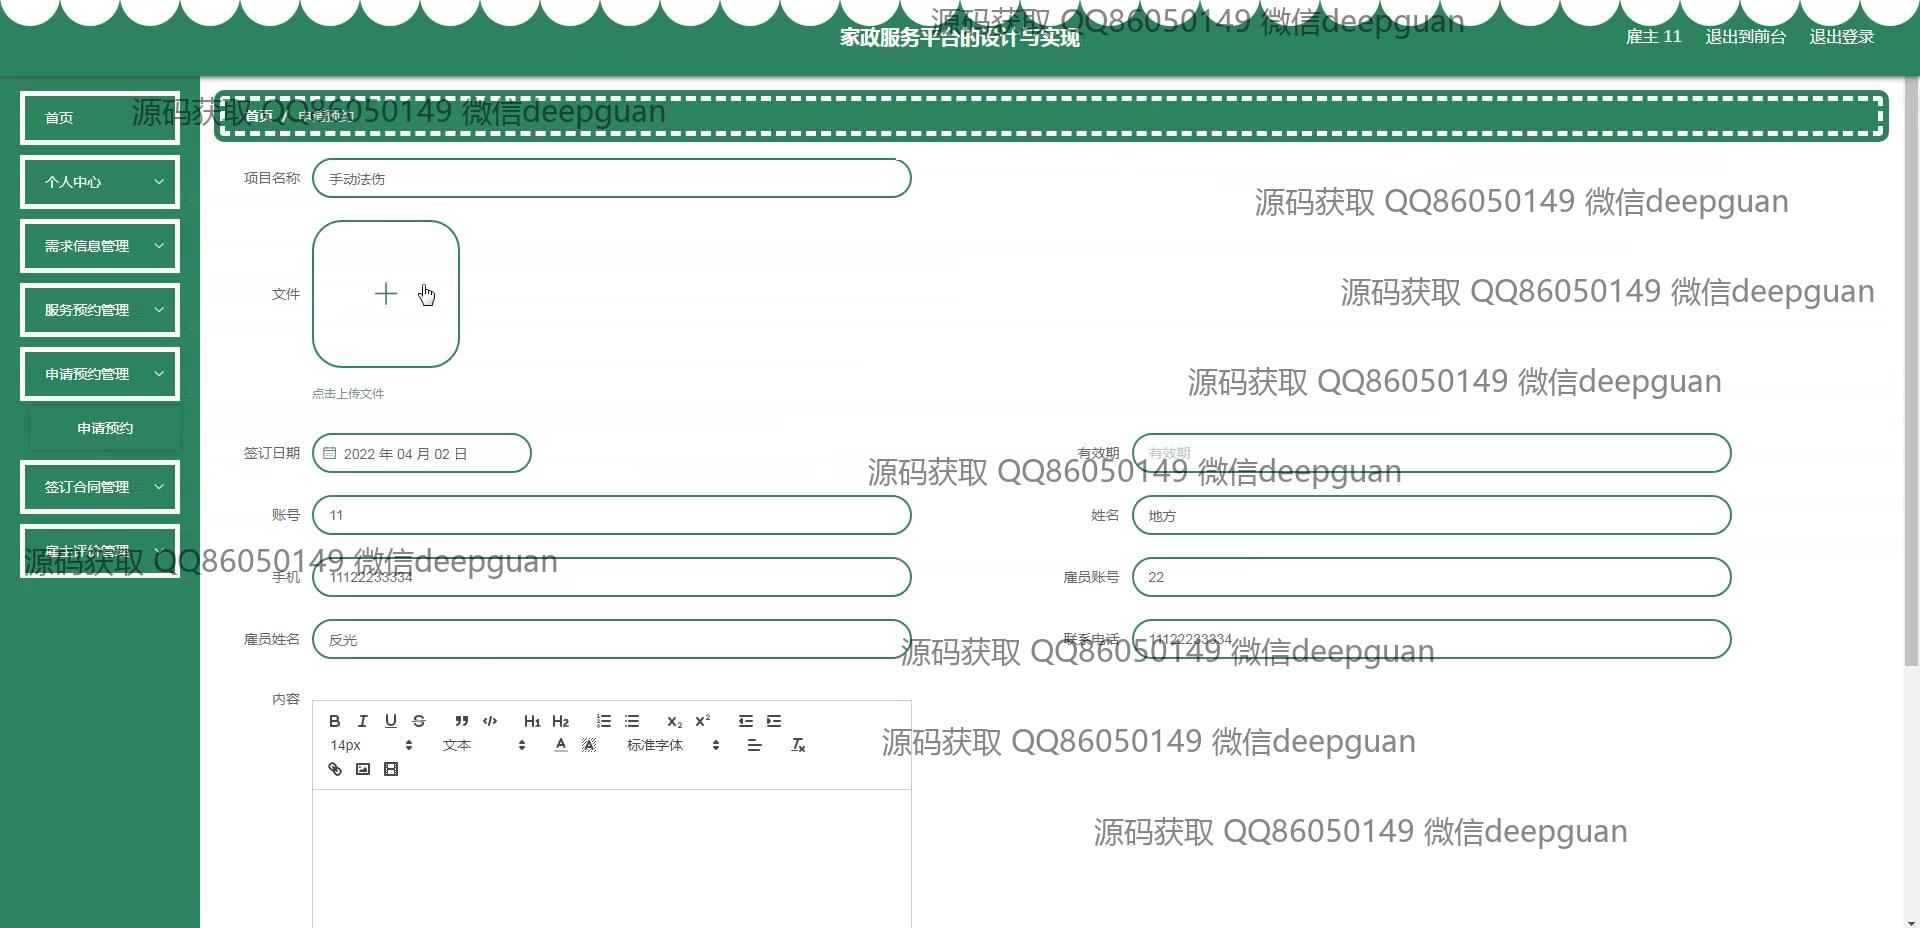 源码获取 QQ86050149 微信deepguan
家政服务平台的设计与实现
雇主 11 退出到前台 退出登录
首页
源码获取 QQ86050149 微信deepguan
首页 / 申请预约
项目名称 手动法伤
个人中心
源码获取 QQ86050149 微信deepguan
需求信息管理
文件
源码获取 QQ86050149 微信deepguan
服务预约管理
申请预约管理
源码获取 QQ86050149 微信deepguan
点击上传文件
申请预约
签订日期 2022 年 04 月 02 日
有效期 有效期
源码获取 QQ86050149 微信deepguan
签订合同管理
账号 11
姓名 地方
雇主评价管理
源码获取 QQ86050149 微信deepguan
手机 11122233334
雇员账号 22
雇员姓名 反光
联系电话 11122233334
源码获取 QQ86050149 微信deepguan
内容
B I U S ” </> H1 H2 x2 x2
14px 文本 A A 标准字体 Tx
源码获取 QQ86050149 微信deepguan
源码获取 QQ86050149 微信deepguan